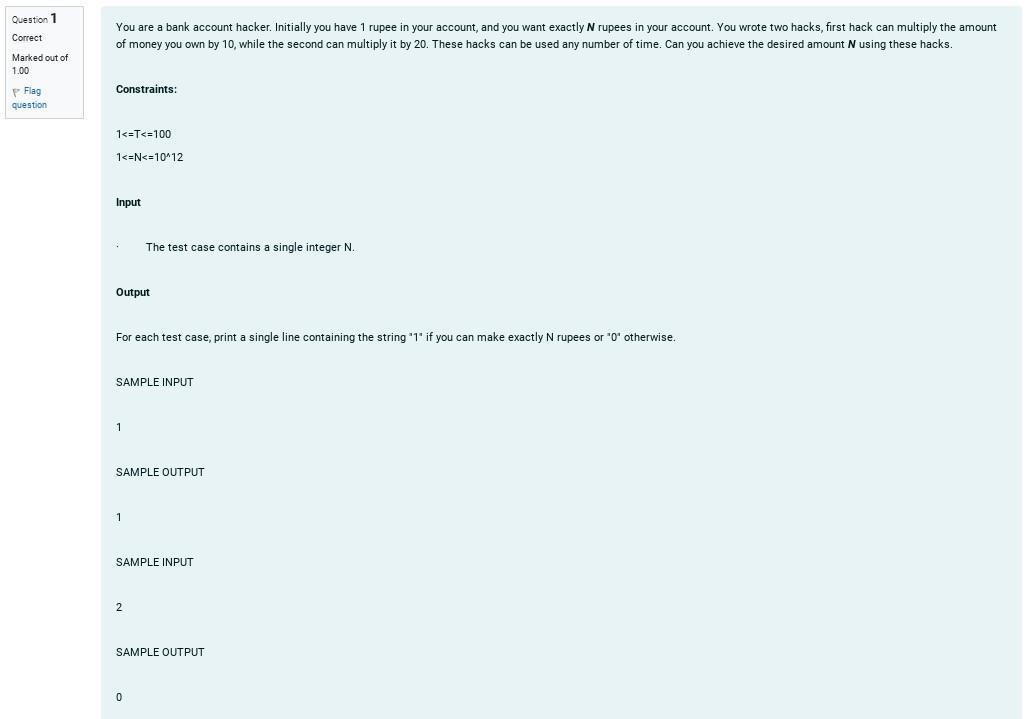 Question 1
Correct
Marked out of
1.00
Flag
question
You are a bank account hacker. Initially you have 1 rupee in your account, and you want exactly N rupees in your account. You wrote two hacks, first hack can multiply the amount
of money you own by 10, while the second can multiply it by 20. These hacks can be used any number of time. Can you achieve the desired amount N using these hacks.
Constraints:
1<=T<=100
1<=N<=10^12
Input
· The test case contains a single integer N.
Output
For each test case, print a single line containing the string "1" if you can make exactly N rupees or "0" otherwise.
SAMPLE INPUT
1
SAMPLE OUTPUT
1
SAMPLE INPUT
2
SAMPLE OUTPUT
0